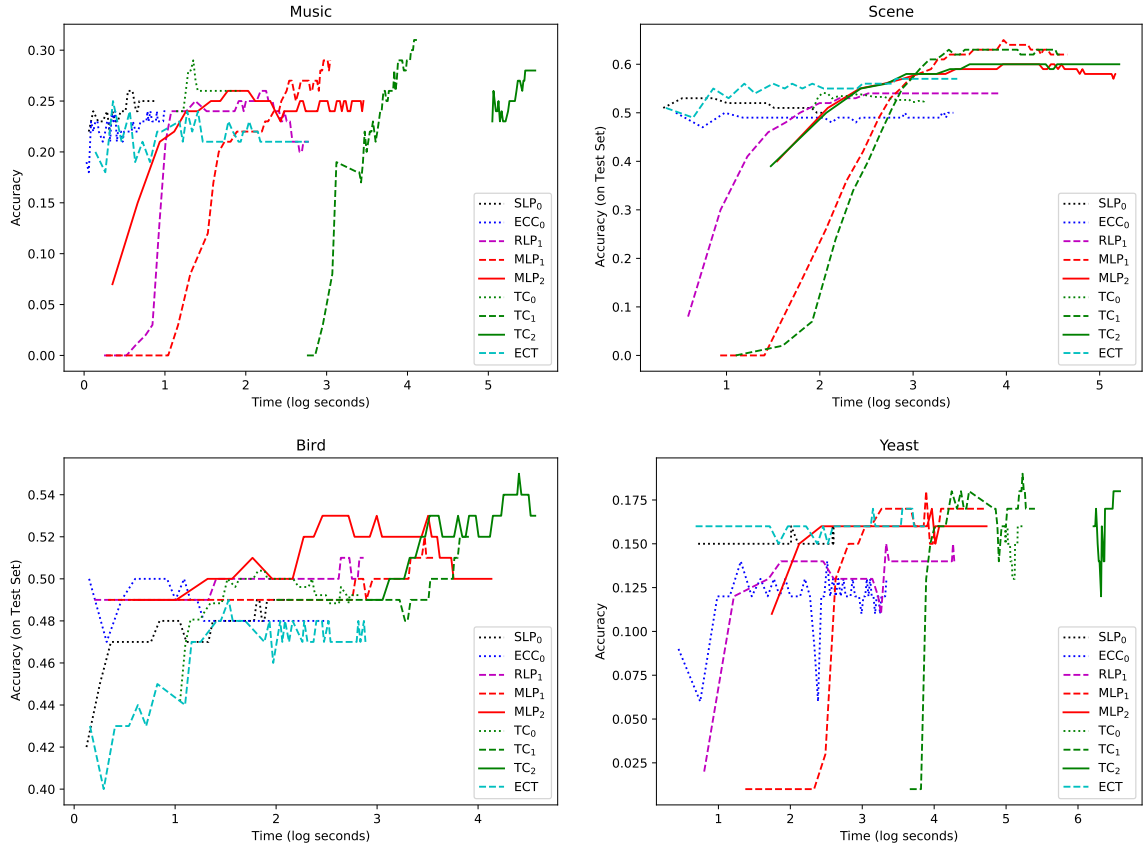 Music
Accuracy
0.30
0.25
0.20
0.15
0.10
0.05
0.00
0 1 2 3 4 5
Time (log seconds)
SLP₀
ECC₀
RLP₁
MLP₁
MLP₂
TC₀
TC₁
TC₂
ECT
Scene
Accuracy (on Test Set)
0.6
0.5
0.4
0.3
0.2
0.1
0.0
1 2 3 4 5
Time (log seconds)
SLP₀
ECC₀
RLP₁
MLP₁
MLP₂
TC₀
TC₁
TC₂
ECT
Bird
Accuracy (on Test Set)
0.54
0.52
0.50
0.48
0.46
0.44
0.42
0.40
0 1 2 3 4
Time (log seconds)
SLP₀
ECC₀
RLP₁
MLP₁
MLP₂
TC₀
TC₁
TC₂
ECT
Yeast
Accuracy
0.175
0.150
0.125
0.100
0.075
0.050
0.025
1 2 3 4 5 6
Time (log seconds)
SLP₀
ECC₀
RLP₁
MLP₁
MLP₂
TC₀
TC₁
TC₂
ECT